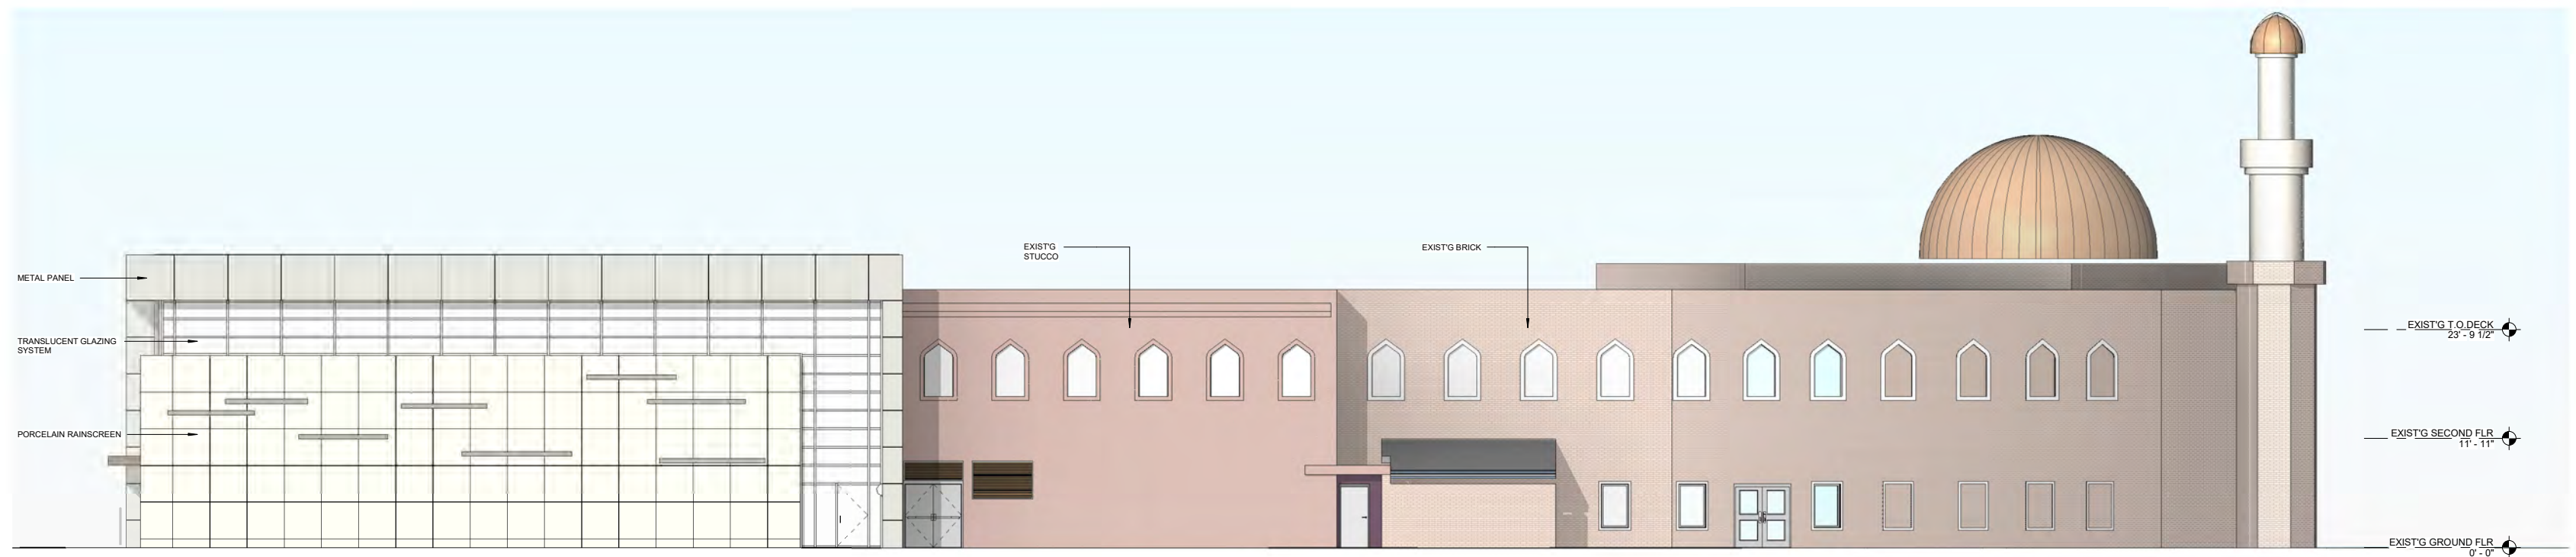 EXIST'G
STUCCO
EXIST'G BRICK
METAL PANEL
TRANSLUCENT GLAZING
SYSTEM
PORCELAIN RAINSCREEN
EXIST'G T.O.DECK
23' - 9 1/2"
EXIST'G SECOND FLR
11' - 11"
EXIST'G GROUND FLR
0' - 0"